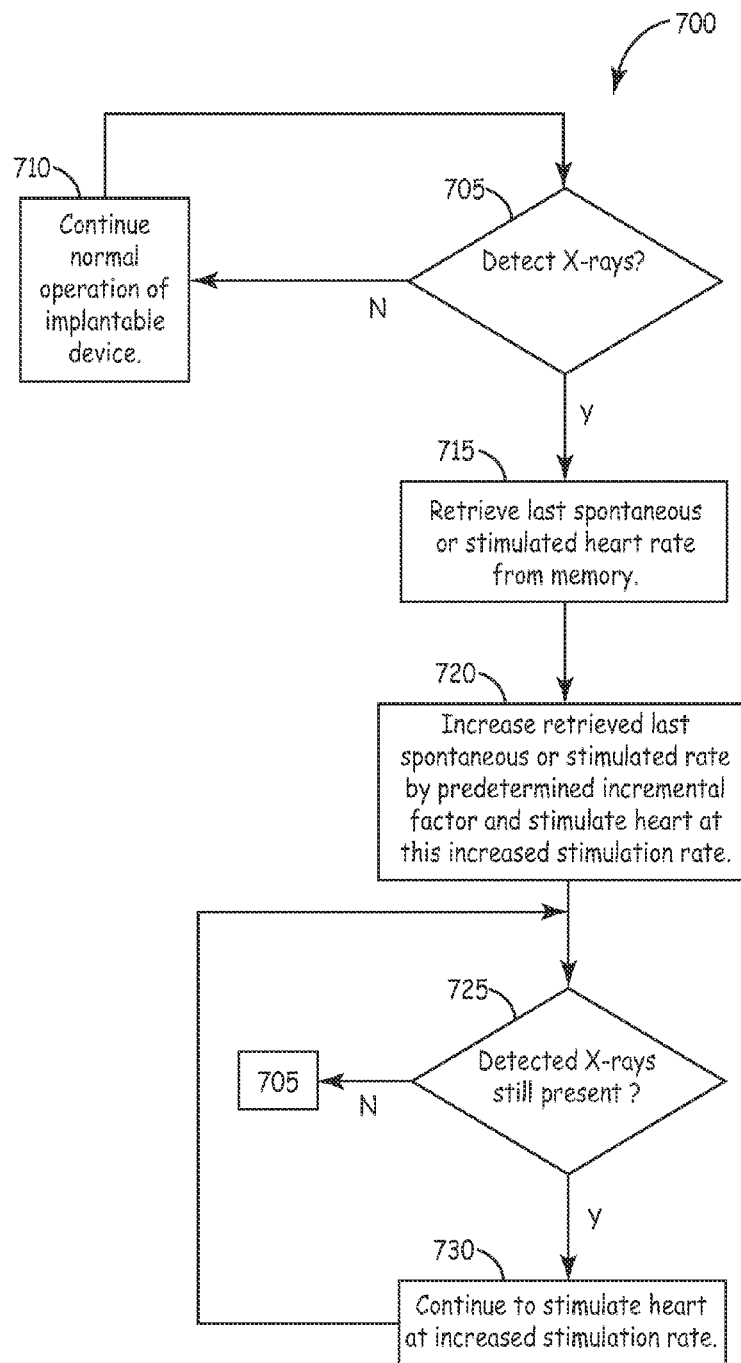 700
710
Continue
normal
operation of
implantable
device.
705
Detect X-rays?
N
Y
715
Retrieve last spontaneous
or stimulated heart rate
from memory.
720
Increase retrieved last
spontaneous or stimulated rate
by predetermined incremental
factor and stimulate heart at
this increased stimulation rate.
725
Detected X-rays
still present ?
705
N
Y
730
Continue to stimulate heart
at increased stimulation rate.